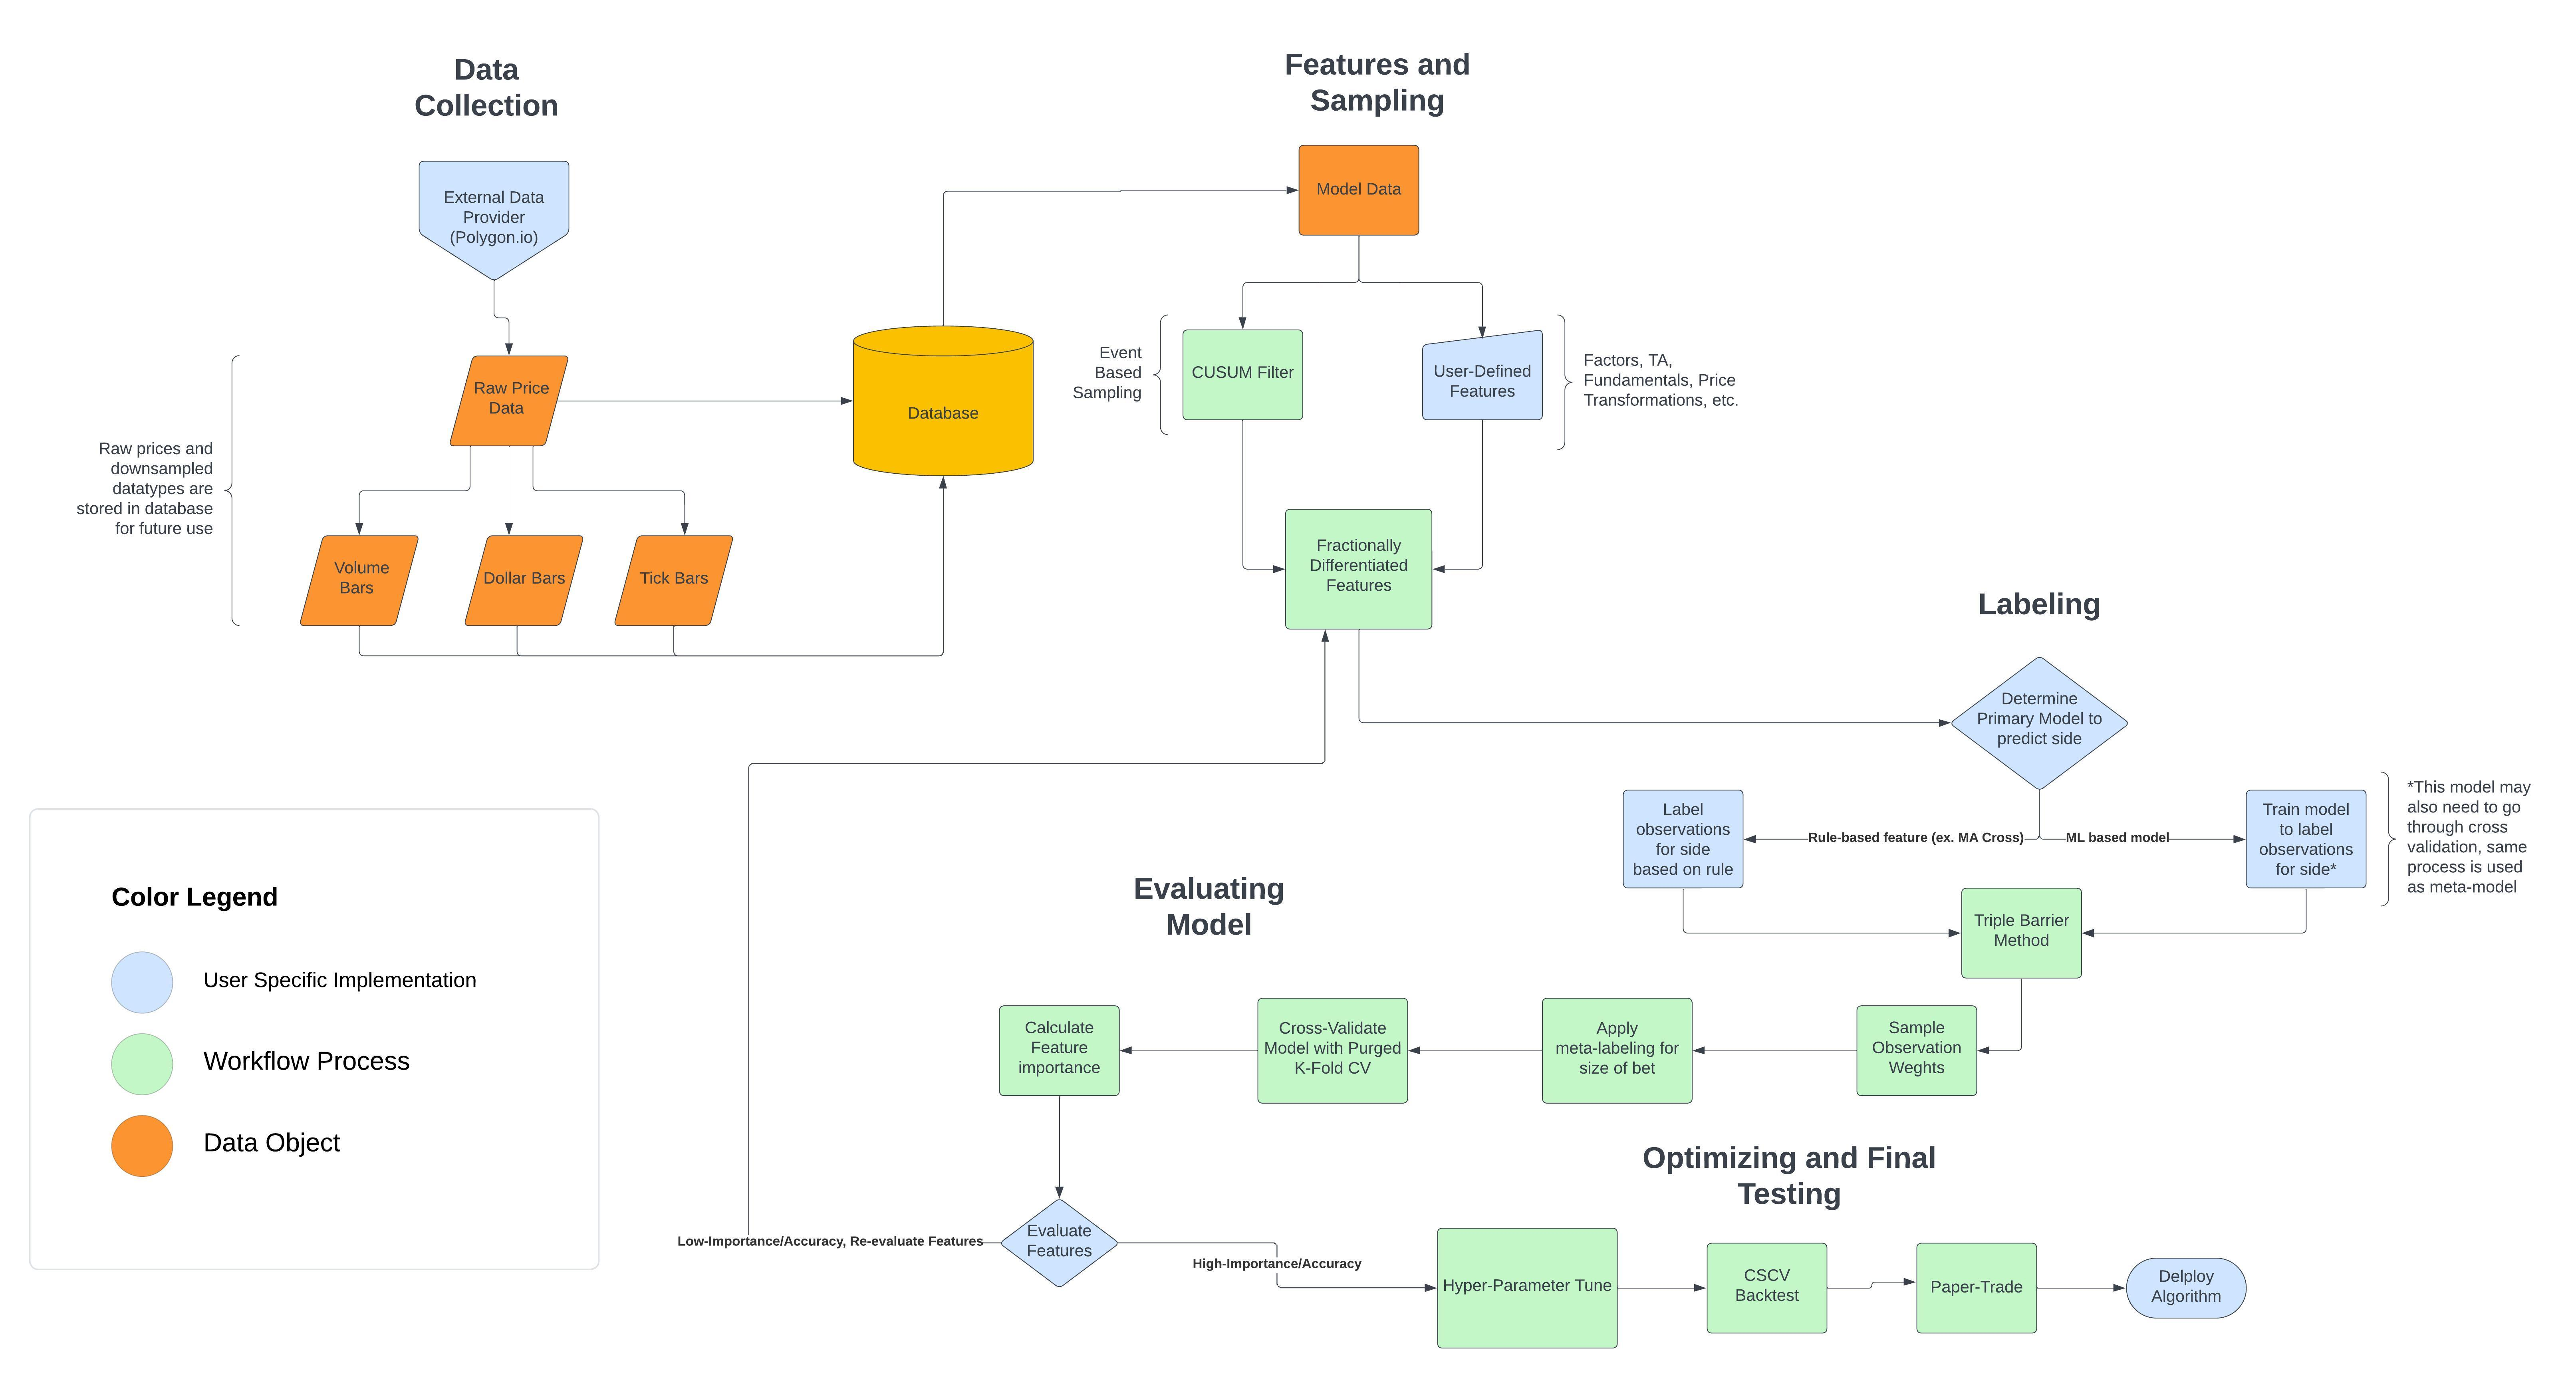 Data
Collection
External Data
Provider
(Polygon.io)
Raw Price
Data
Raw prices and
downsampled
datatypes are
stored in database
for future use
Volume
Bars
Dollar Bars
Tick Bars
Database
Features and
Sampling
Model Data
Event
Based
Sampling
CUSUM Filter
User-Defined
Features
Factors, TA,
Fundamentals, Price
Transformations, etc.
Fractionally
Differentiated
Features
Labeling
Determine
Primary Model to
predict side
Label
observations
for side
based on rule
Rule-based feature (ex. MA Cross)
ML based model
Train model
to label
observations
for side*
*This model may
also need to go
through cross
validation, same
process is used
as meta-model
Triple Barrier
Method
Evaluating
Model
Sample
Observation
Weghts
Apply
meta-labeling for
size of bet
Cross-Validate
Model with Purged
K-Fold CV
Calculate
Feature
importance
Evaluate
Features
Low-Importance/Accuracy, Re-evaluate Features
High-Importance/Accuracy
Optimizing and Final
Testing
Hyper-Parameter Tune
CSCV
Backtest
Paper-Trade
Delploy
Algorithm
Color Legend
User Specific Implementation
Workflow Process
Data Object